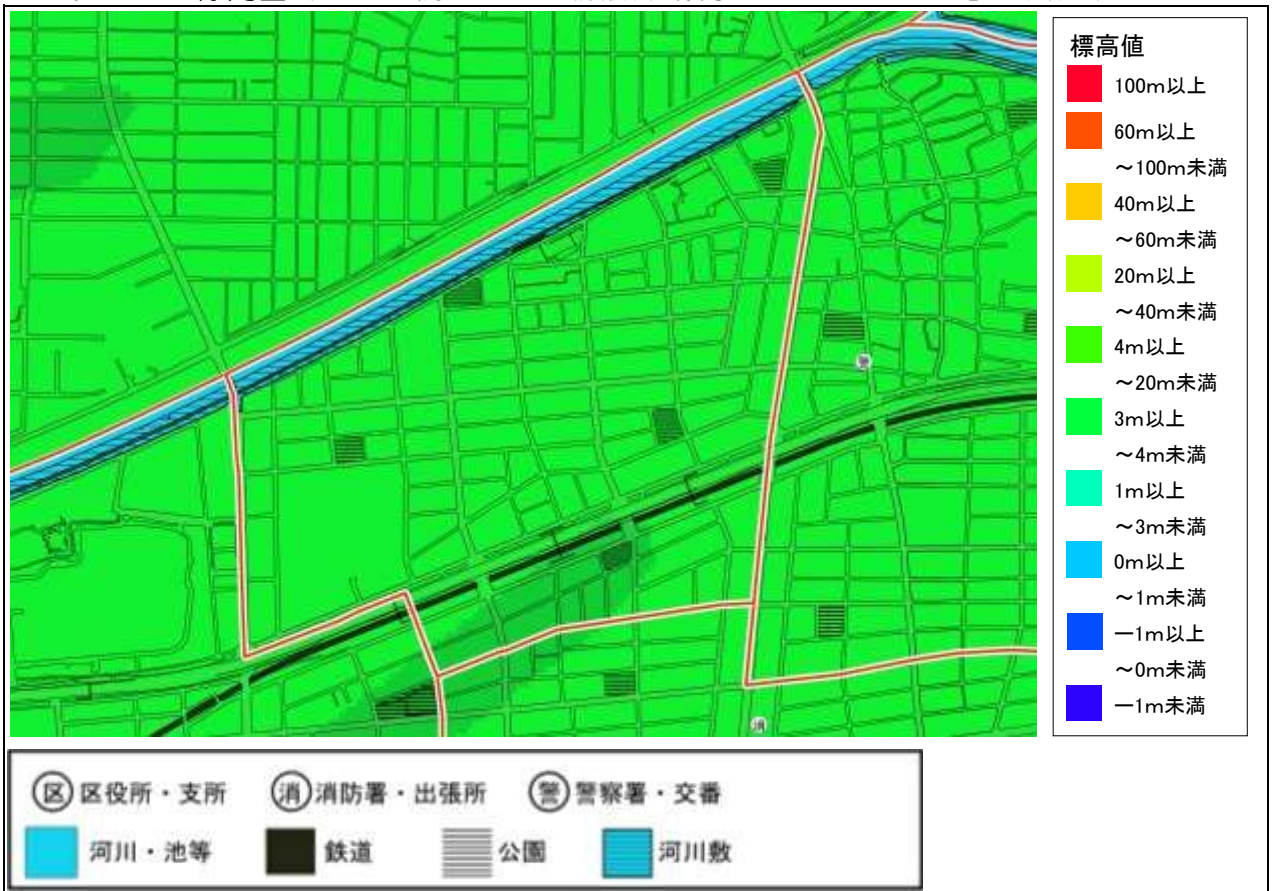 標高値
100m以上
60m以上
～100m未満
40m以上
～60m未満
20m以上
～40m未満
4m以上
～20m未満
3m以上
～4m未満
1m以上
～3m未満
0m以上
～1m未満
－1m以上
～0m未満
－1m未満
警
消
区 区役所・支所 消 消防署・出張所 警 警察署・交番
河川・池等 鉄道 公園 河川敷